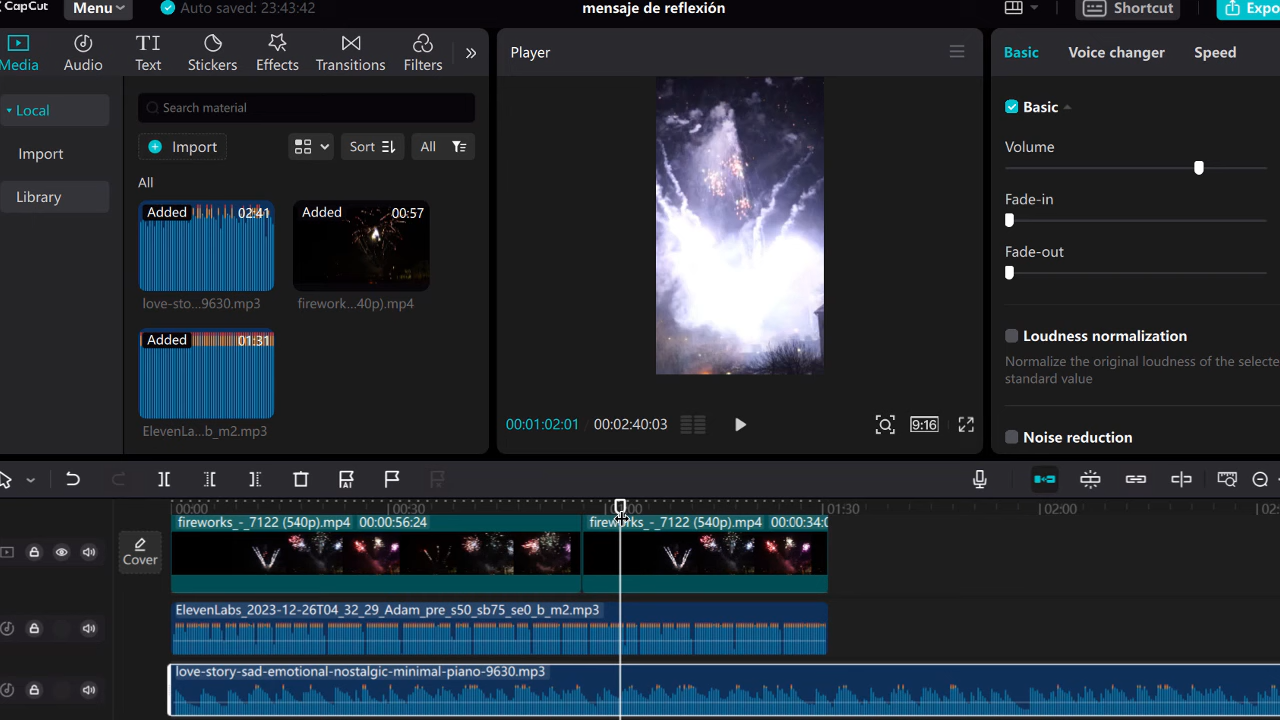 CapCut
Menu
Auto saved: 23:43:42
mensaje de reflexión
Shortcut
Media
Audio
Text
Stickers
Effects
Transitions
Filters
Player
Basic
Voice changer
Speed
Local
Import
Library
Search material
Import
Sort
All
All
Added
02:41
love-sto...9630.mp3
Added
00:57
firework...40p).mp4
Added
01:31
ElevenLa...b_m2.mp3
00:01:02:01
00:02:40:03
9:16
Basic
Volume
Fade-in
Fade-out
Loudness normalization
Normalize the original loudness of the selecte
standard value
Noise reduction
00:00
00:30
01:30
02:00
Cover
fireworks_-_7122 (540p).mp4 00:00:56:24
fireworks_-_7122 (540p).mp4 00:00:34:0
ElevenLabs_2023-12-26T04_32_29_Adam_pre_s50_sb75_se0_b_m2.mp3
love-story-sad-emotional-nostalgic-minimal-piano-9630.mp3